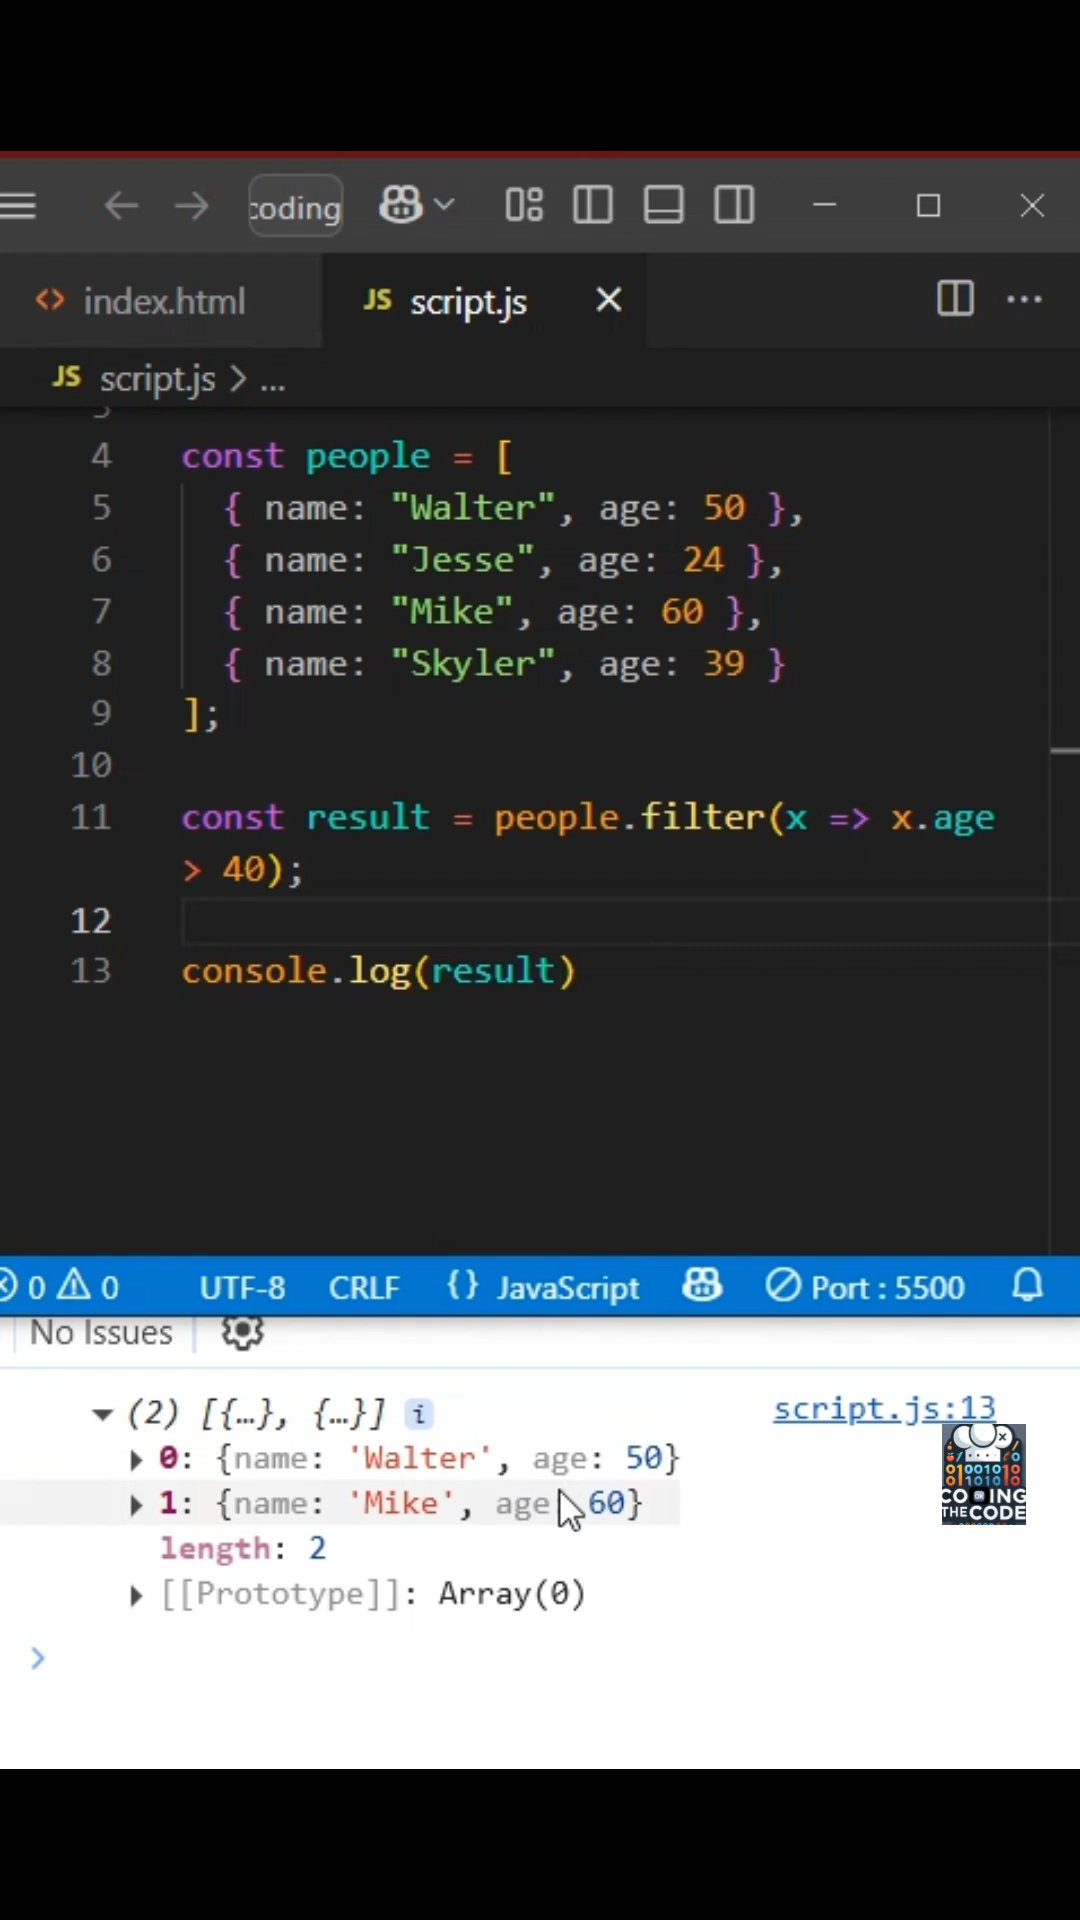 coding
index.html
JS script.js
JS script.js > ...
4 const people = [
5 { name: "Walter", age: 50 },
6 { name: "Jesse", age: 24 },
7 { name: "Mike", age: 60 },
8 { name: "Skyler", age: 39 }
9 ];
10
11 const result = people.filter(x => x.age
> 40);
12
13 console.log(result)
0 0 UTF-8 CRLF {} JavaScript Port : 5500
No Issues
(2) [{…}, {…}] i script.js:13
0: {name: 'Walter', age: 50}
1: {name: 'Mike', age 60}
length: 2
[[Prototype]]: Array(0)
>
01001010
1010
CODING
THE CODE